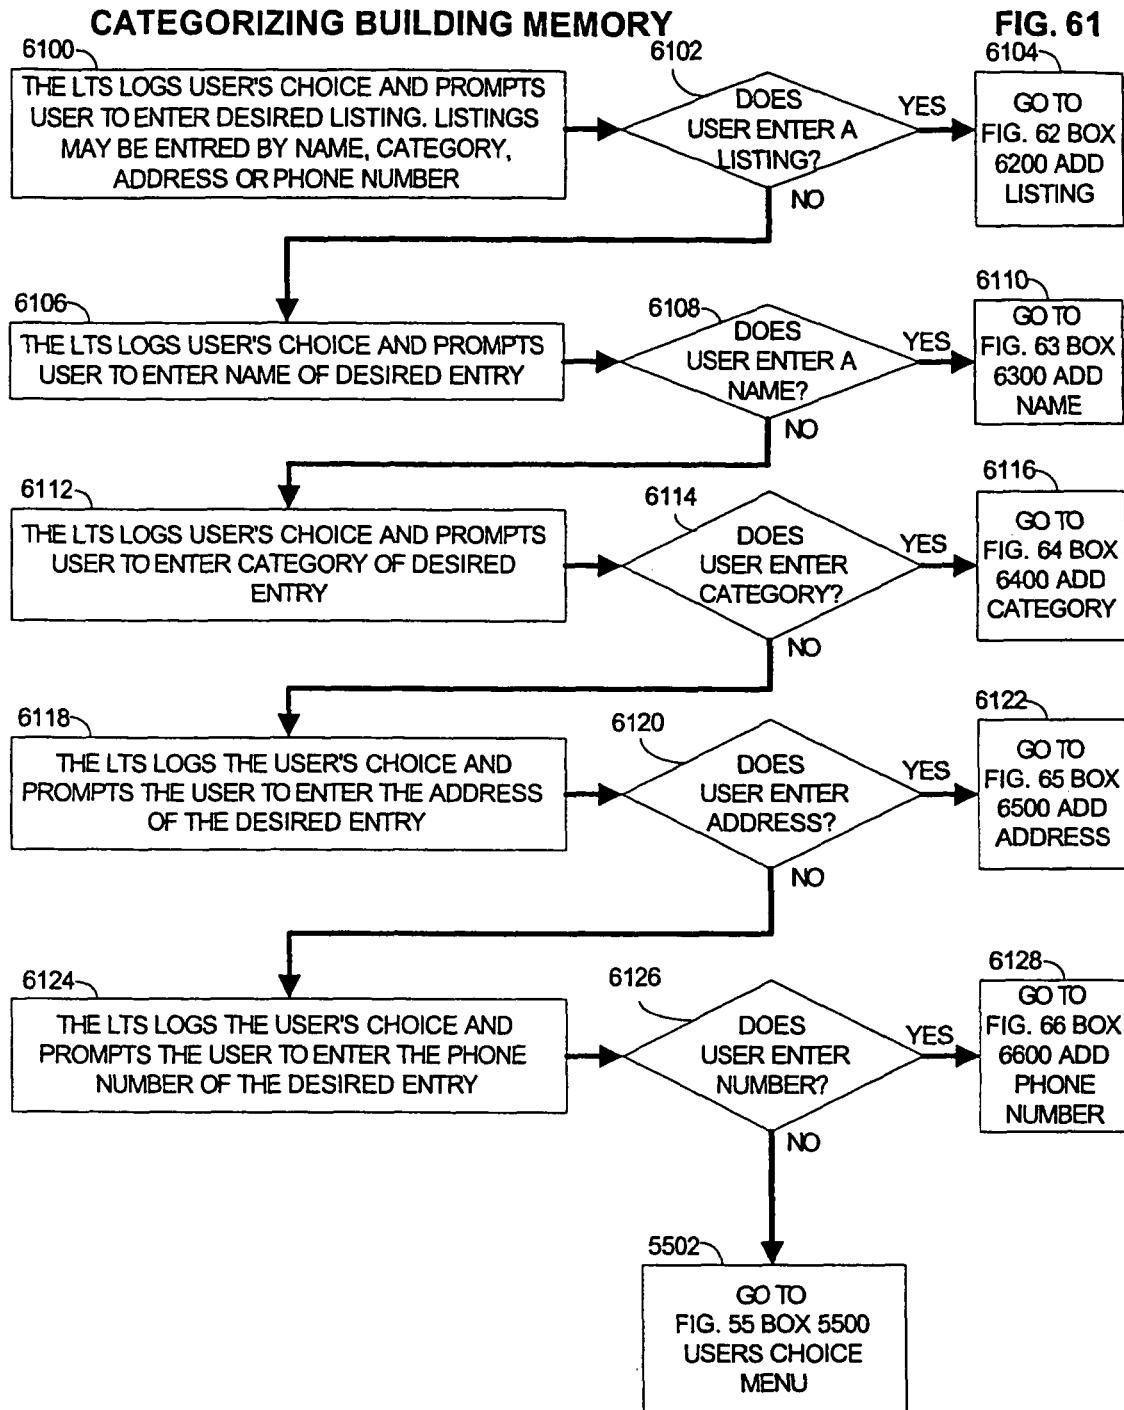 CATEGORIZING BUILDING MEMORY
FIG. 61
6100
THE LTS LOGS USER'S CHOICE AND PROMPTS
USER TO ENTER DESIRED LISTING. LISTINGS
MAY BE ENTRED BY NAME, CATEGORY,
ADDRESS OR PHONE NUMBER
6102
DOES
USER ENTER A
LISTING?
YES
NO
6104
GO TO
FIG. 62 BOX
6200 ADD
LISTING
6106
THE LTS LOGS USER'S CHOICE AND PROMPTS
USER TO ENTER NAME OF DESIRED ENTRY
6108
DOES
USER ENTER A
NAME?
YES
NO
6110
GO TO
FIG. 63 BOX
6300 ADD
NAME
6112
THE LTS LOGS USER'S CHOICE AND PROMPTS
USER TO ENTER CATEGORY OF DESIRED
ENTRY
6114
DOES
USER ENTER
CATEGORY?
YES
NO
6116
GO TO
FIG. 64 BOX
6400 ADD
CATEGORY
6118
THE LTS LOGS THE USER'S CHOICE AND
PROMPTS THE USER TO ENTER THE ADDRESS
OF THE DESIRED ENTRY
6120
DOES
USER ENTER
ADDRESS?
YES
NO
6122
GO TO
FIG. 65 BOX
6500 ADD
ADDRESS
6124
THE LTS LOGS THE USER'S CHOICE AND
PROMPTS THE USER TO ENTER THE PHONE
NUMBER OF THE DESIRED ENTRY
6126
DOES
USER ENTER
NUMBER?
YES
NO
6128
GO TO
FIG. 66 BOX
6600 ADD
PHONE
NUMBER
5502
GO TO
FIG. 55 BOX 5500
USERS CHOICE
MENU